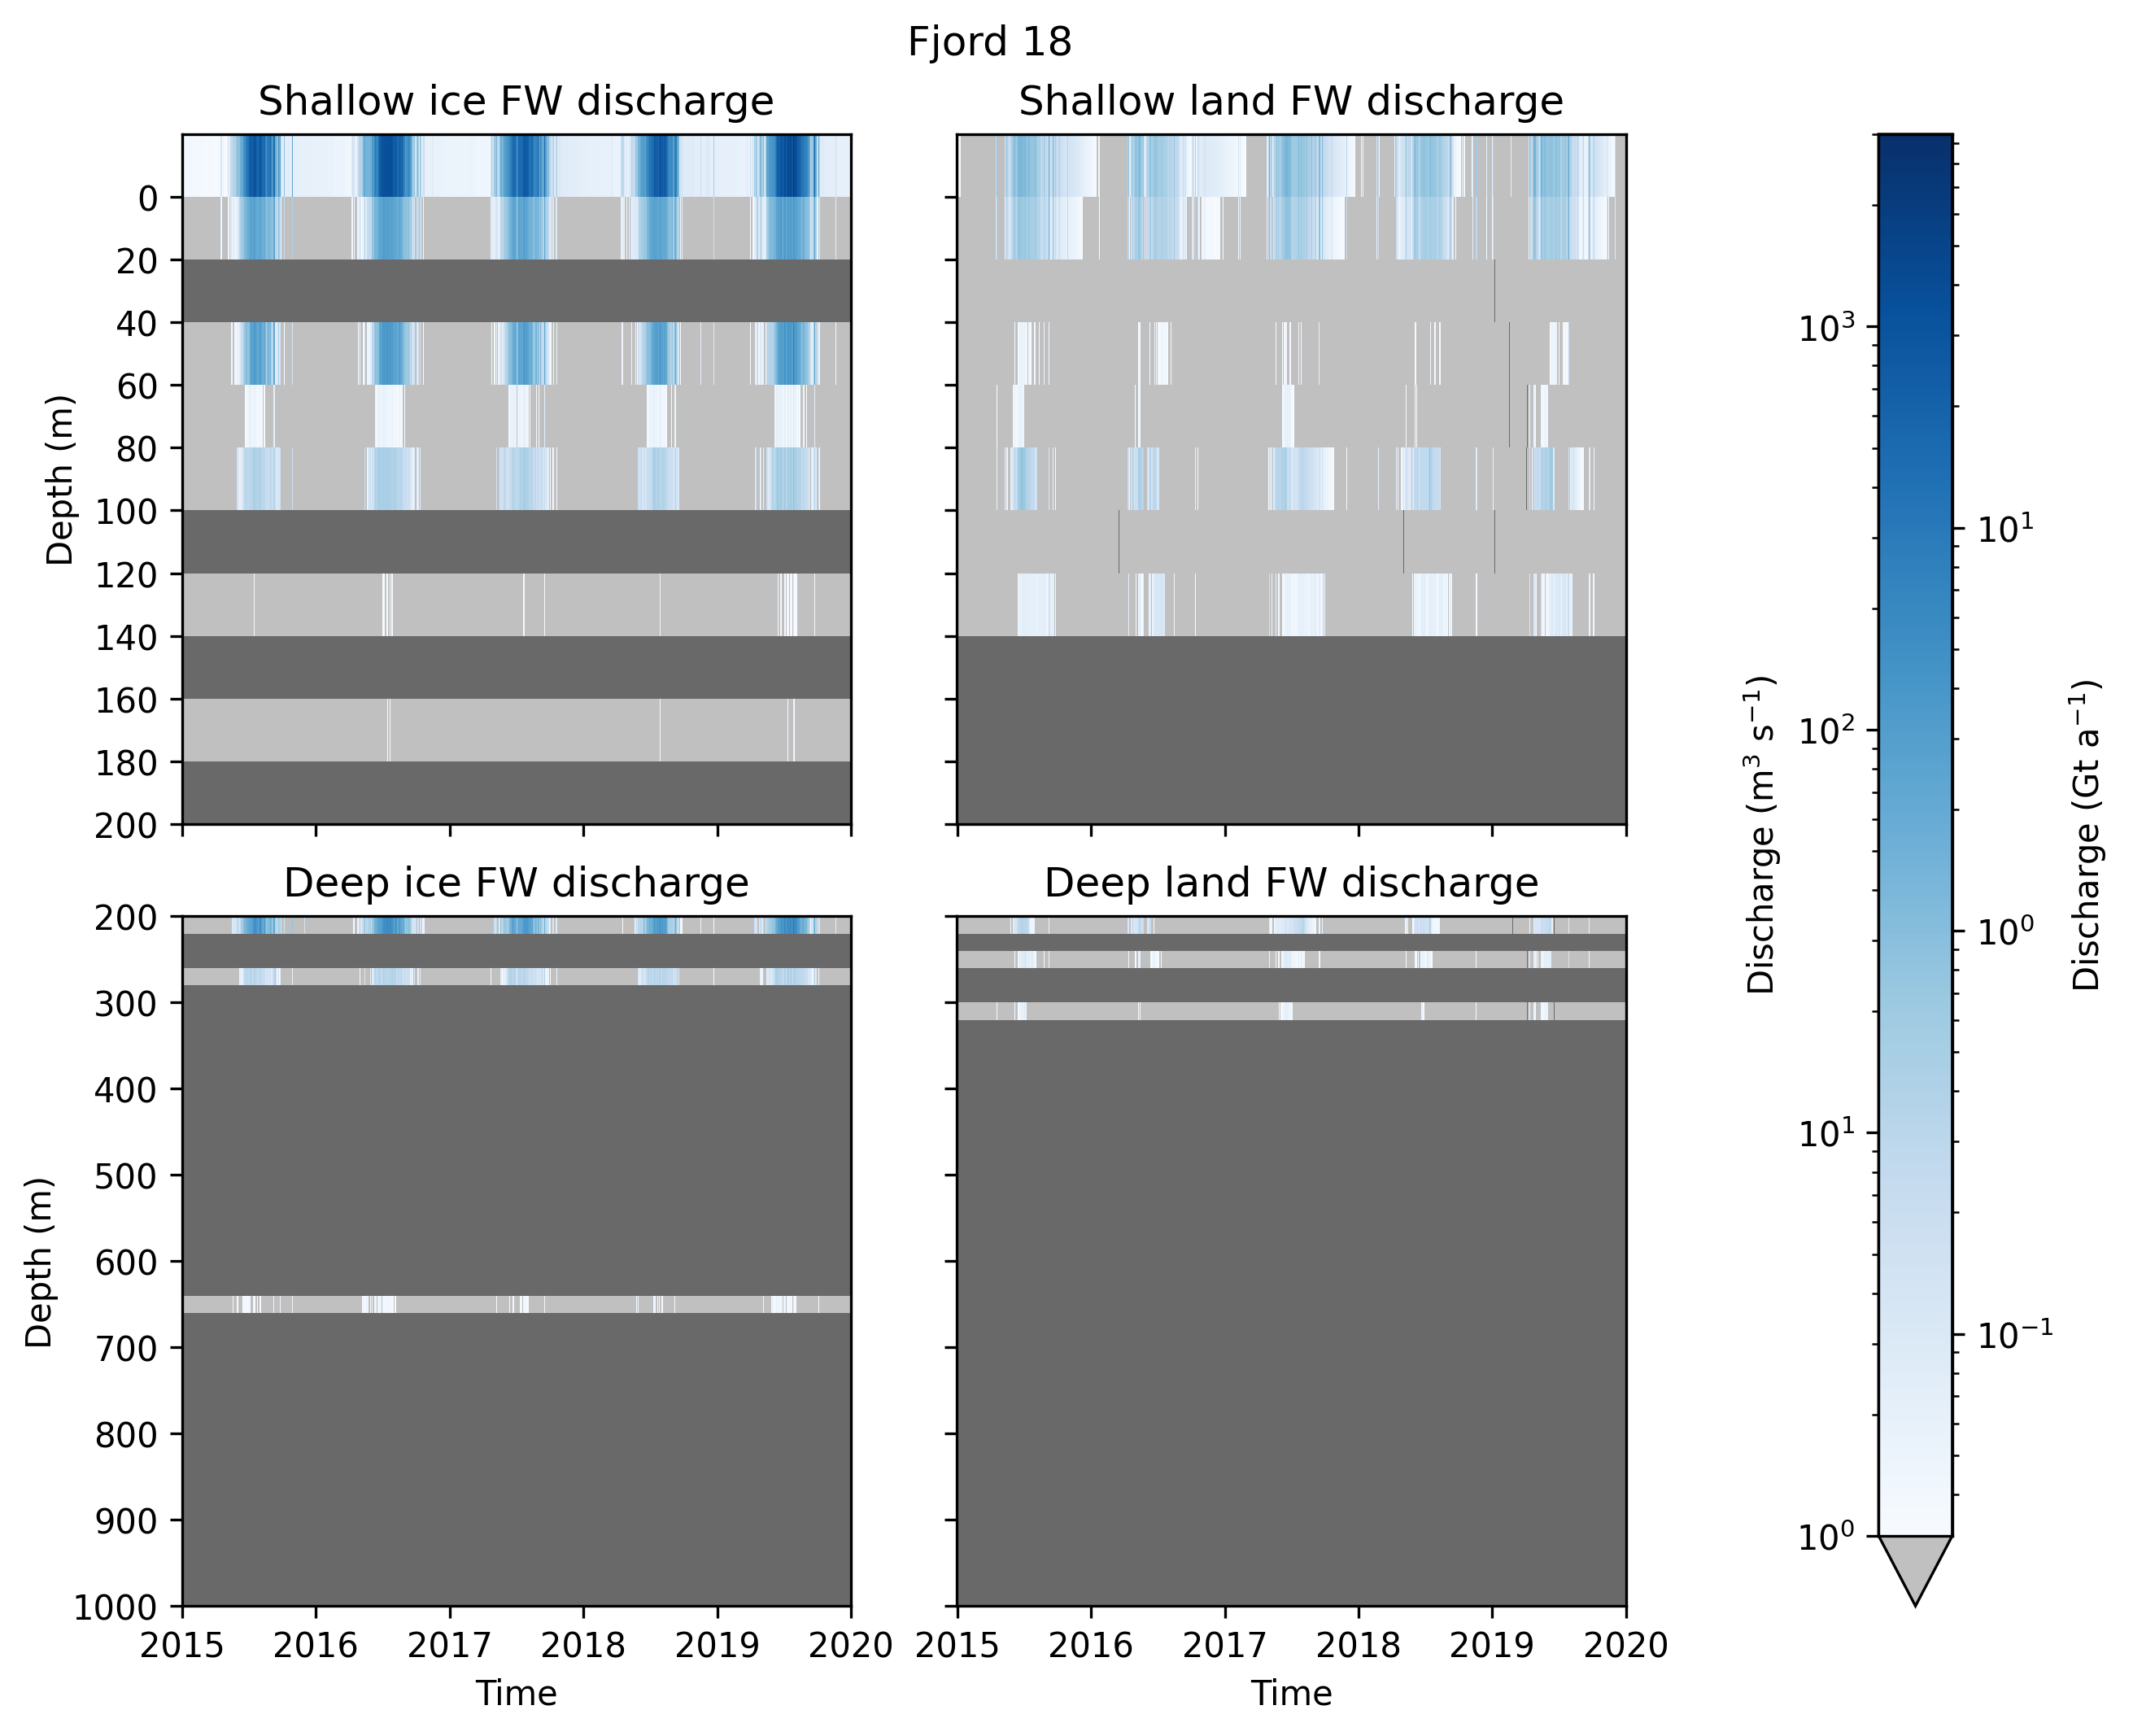 Fjord 18
Shallow ice FW discharge
Shallow land FW discharge
0
20
40
60
80
100
120
140
160
180
200
Depth (m)
Deep ice FW discharge
Deep land FW discharge
200
300
400
500
600
700
800
900
1000
Depth (m)
2015 2016 2017 2018 2019 2020
2015 2016 2017 2018 2019 2020
Time
Time
10³
10²
10¹
10⁰
Discharge (m³ s⁻¹)
10¹
10⁰
10⁻¹
Discharge (Gt a⁻¹)